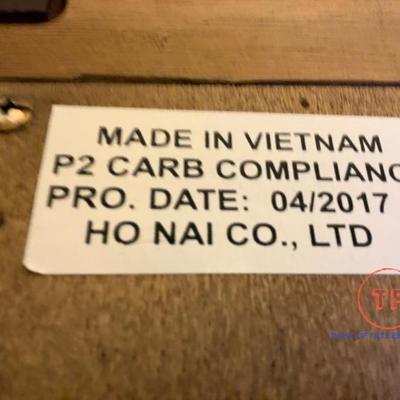 MADE IN VIETNAM
P2 CARB COMPLIANC
PRO. DATE: 04/2017
HO NAI CO., LTD